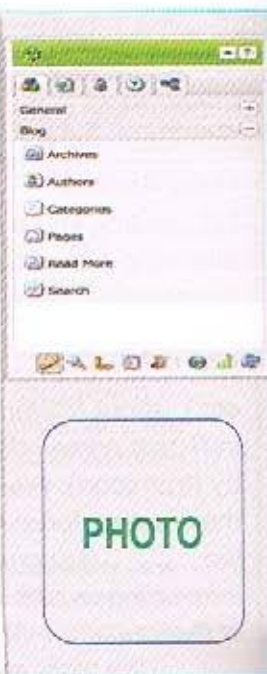 General
Blog
Archives
Authors
Categories
Pages
Read More
Search
PHOTO